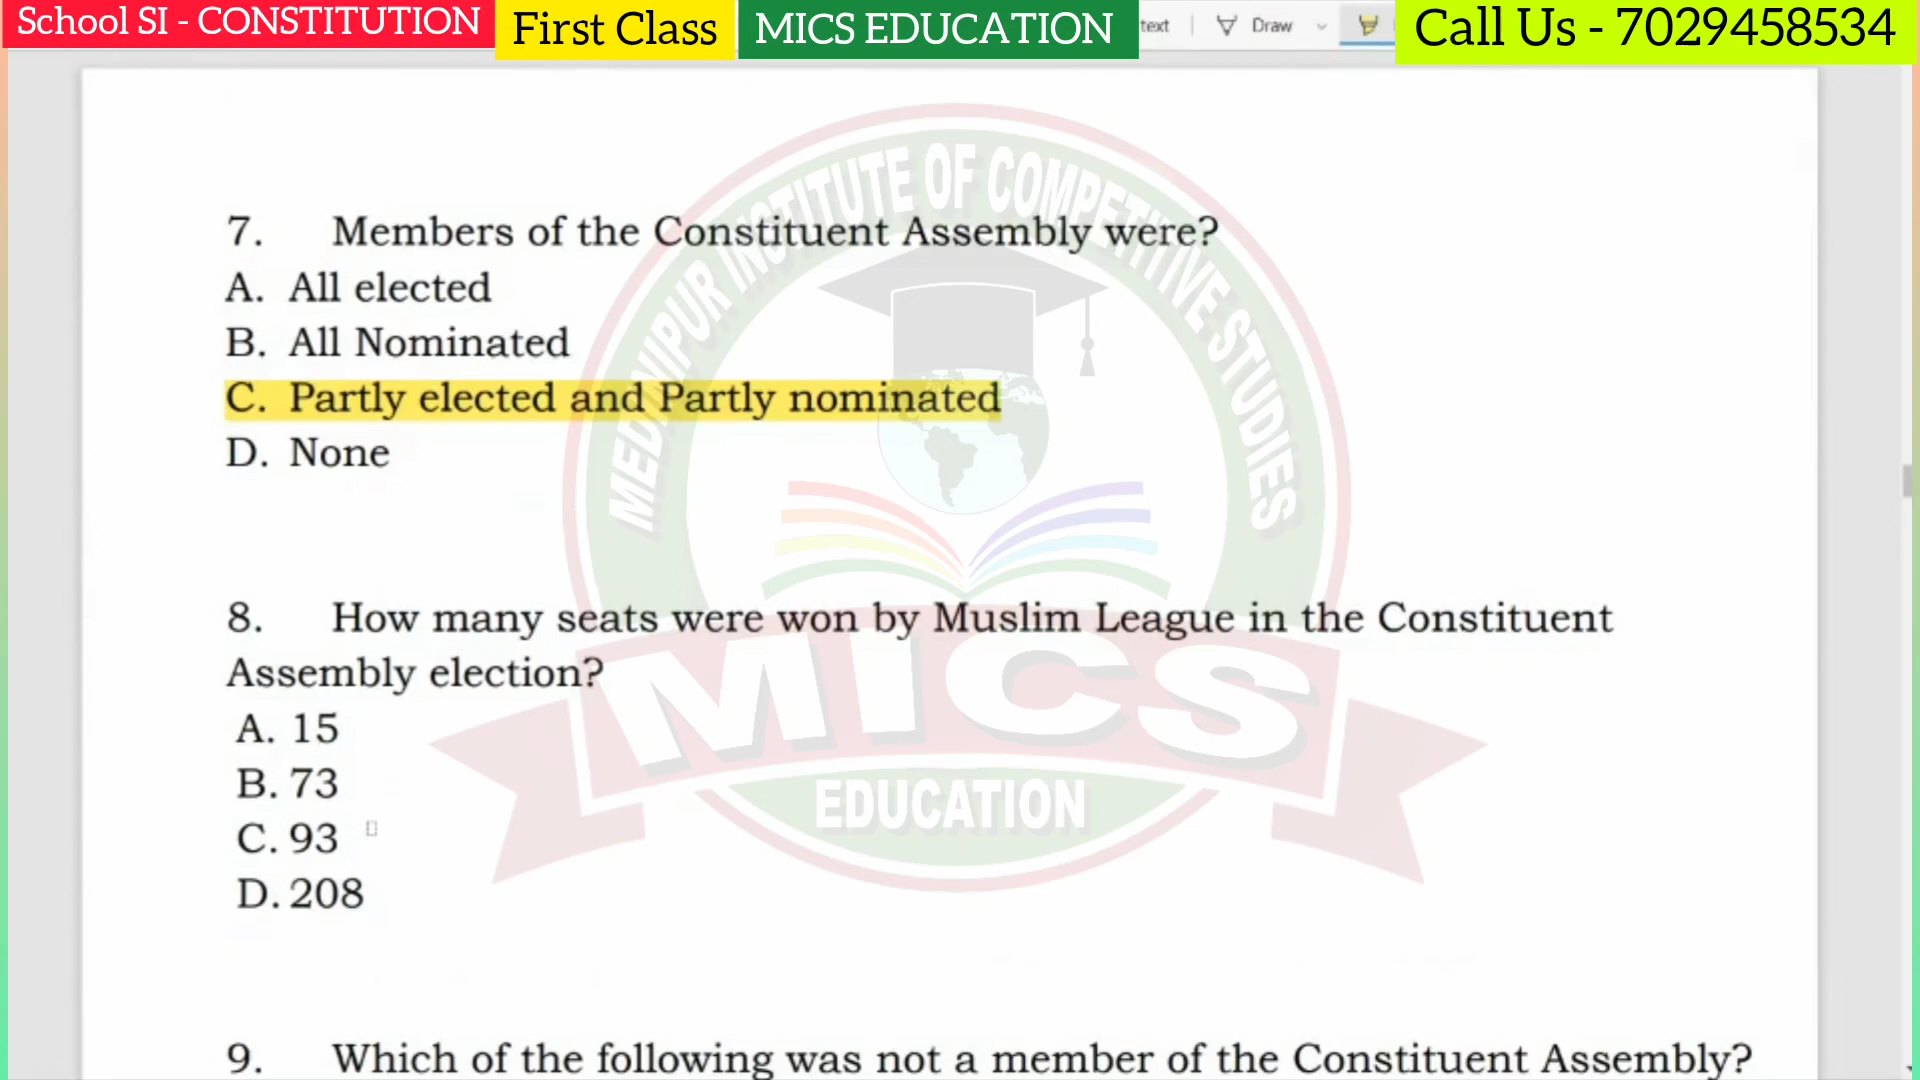 School SI - CONSTITUTION
First Class
MICS EDUCATION
text
Draw
Call Us - 7029458534
MEDINIPUR INSTITUTE OF COMPETITIVE STUDIES
7. Members of the Constituent Assembly were?
A. All elected
B. All Nominated
C. Partly elected and Partly nominated
D. None
8. How many seats were won by Muslim League in the Constituent
Assembly election?
MICS
A. 15
B. 73
EDUCATION
C. 93
D. 208
9. Which of the following was not a member of the Constituent Assembly?